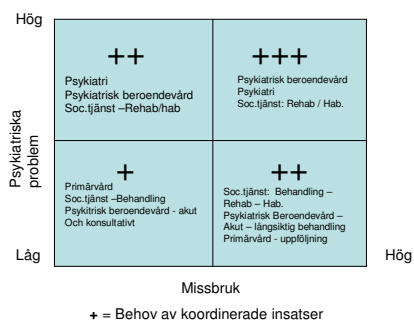 Hög
++
Psykiatri
Psykiatrisk beroendevård
Soc.tjänst –Rehab/hab
+++
Psykiatrisk beroendevård
Psykiatri
Soc.tjänst: Rehab / Hab.
Psykiatriska
problem
+
Primärvård
Soc.tjänst –Behandling
Psykitrisk beroendevård - akut
Och konsultativt
++
Soc.tjänst: Behandling –
Rehab – Hab.
Psykiatrisk Beroendevård –
Akut – långsiktig behandling
Primärvård - uppföljning
Låg
Hög
Missbruk
+ = Behov av koordinerade insatser